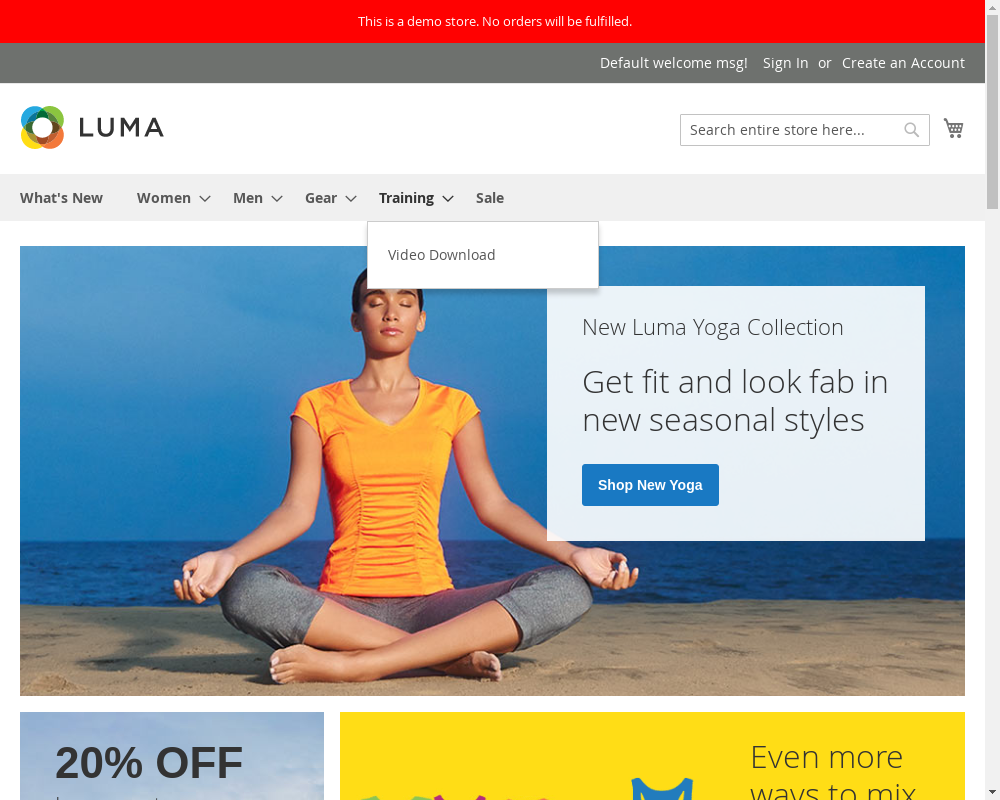 This is a demo store. No orders will be fulfilled.
Default welcome msg! Sign In or Create an Account
LUMA
Search entire store here...
What's New Women Men Gear Training Sale
Video Download
New Luma Yoga Collection
Get fit and look fab in
new seasonal styles
Shop New Yoga
20% OFF
Even more
ways to mix